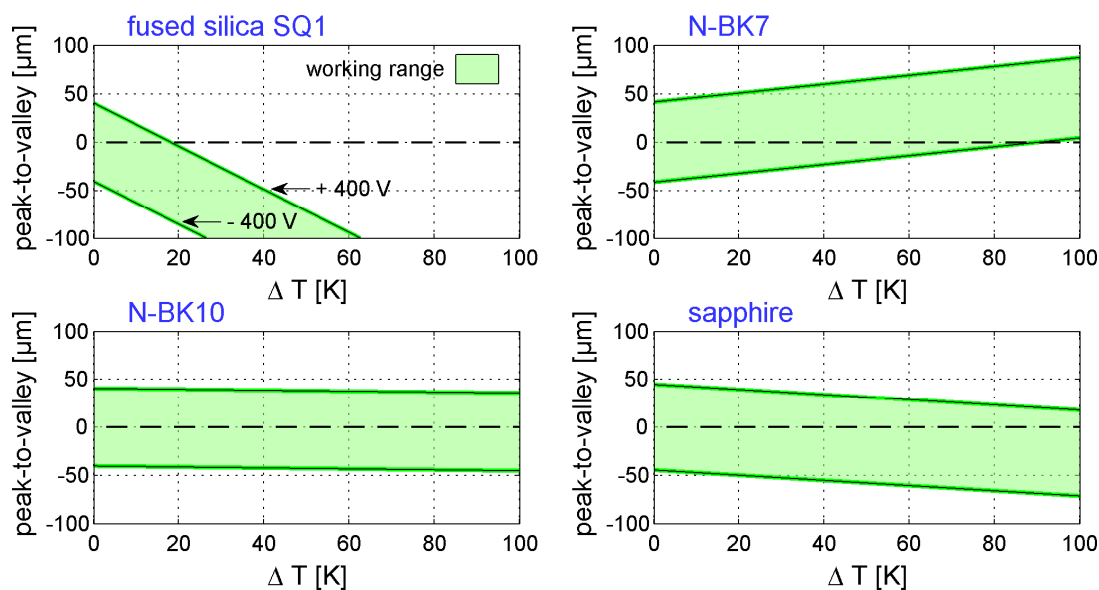 fused silica SQ1
peak-to-valley [µm]
100
50
0
-50
-100
working range
+ 400 V
- 400 V
0 20 40 60 80 100
Δ T [K]
N-BK7
peak-to-valley [µm]
100
50
0
-50
-100
0 20 40 60 80 100
Δ T [K]
N-BK10
peak-to-valley [µm]
100
50
0
-50
-100
0 20 40 60 80 100
Δ T [K]
sapphire
peak-to-valley [µm]
100
50
0
-50
-100
0 20 40 60 80 100
Δ T [K]